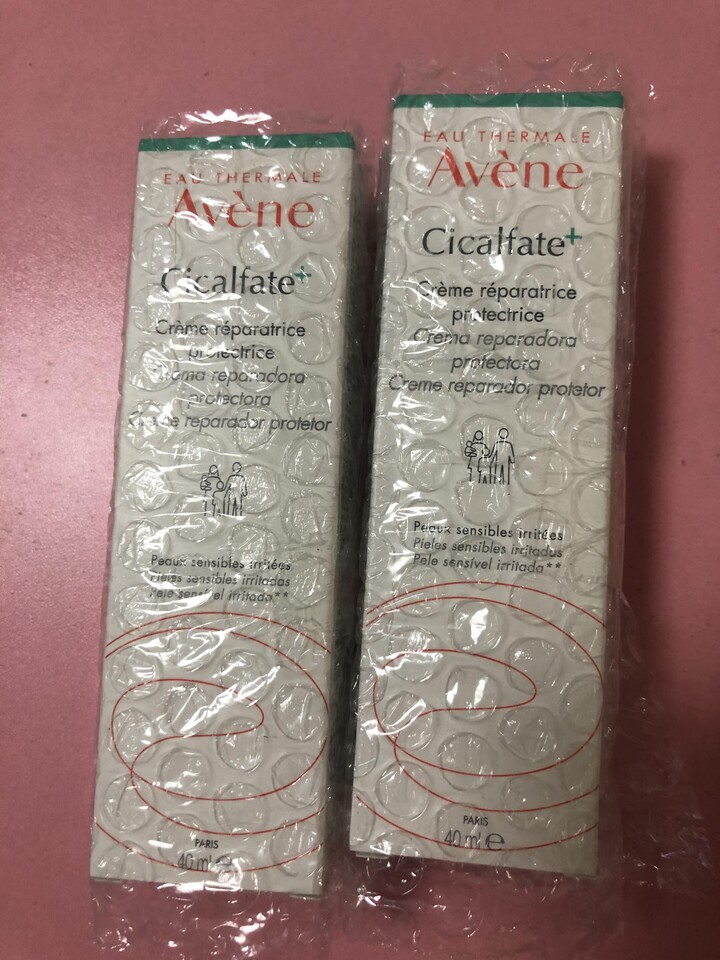 EAU THERMALE
Avène
Cicalfate+
Crème réparatrice
protectrice
Crema reparadora
protectora
Creme reparador protetor
Peaux sensibles irritées
Pieles sensibles irritadas
Pele sensível irritada**
PARIS
40 ml e
EAU THERMALE
Avène
Cicalfate+
Crème réparatrice
protectrice
Crema reparadora
protectora
Creme reparador protetor
Peaux sensibles irritées
Pieles sensibles irritadas
Pele sensível irritada**
PARIS
40 ml e